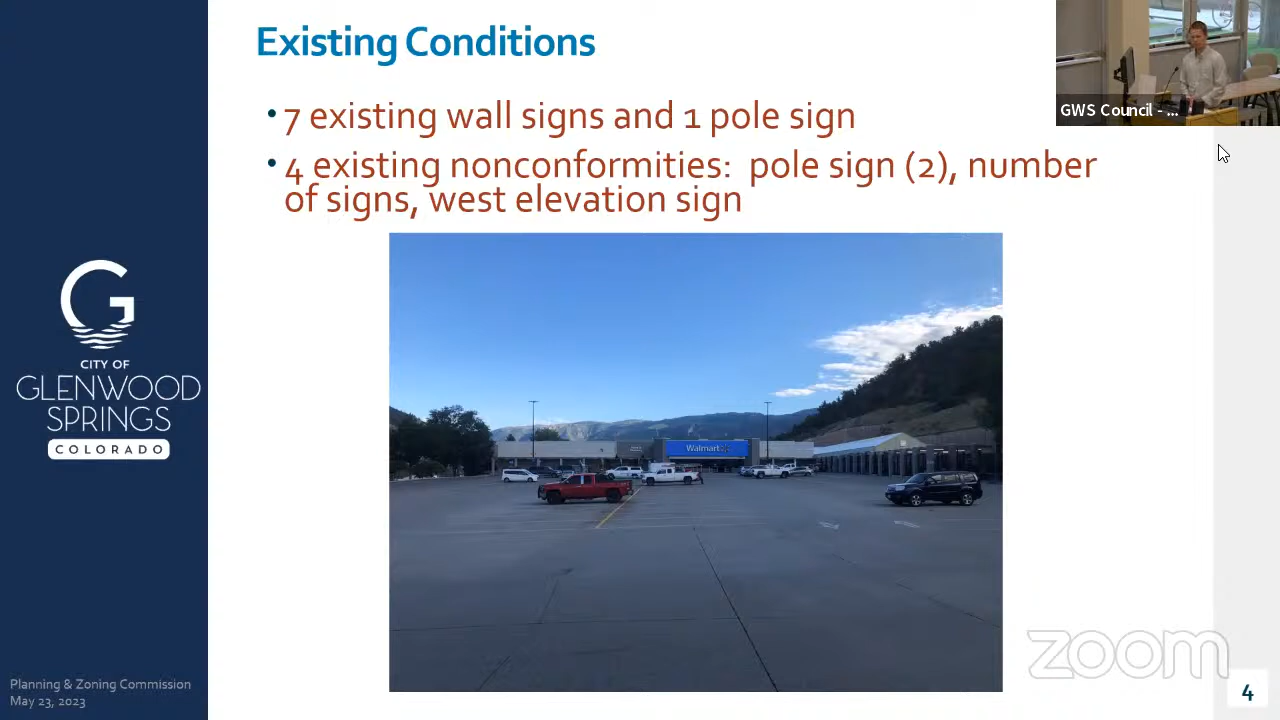 Existing Conditions
• 7 existing wall signs and 1 pole sign
• 4 existing nonconformities: pole sign (2), number
of signs, west elevation sign
GWS Council - ...
Walmart
G
CITY OF
GLENWOOD
SPRINGS
COLORADO
zoom
Planning & Zoning Commission
May 23, 2023
4